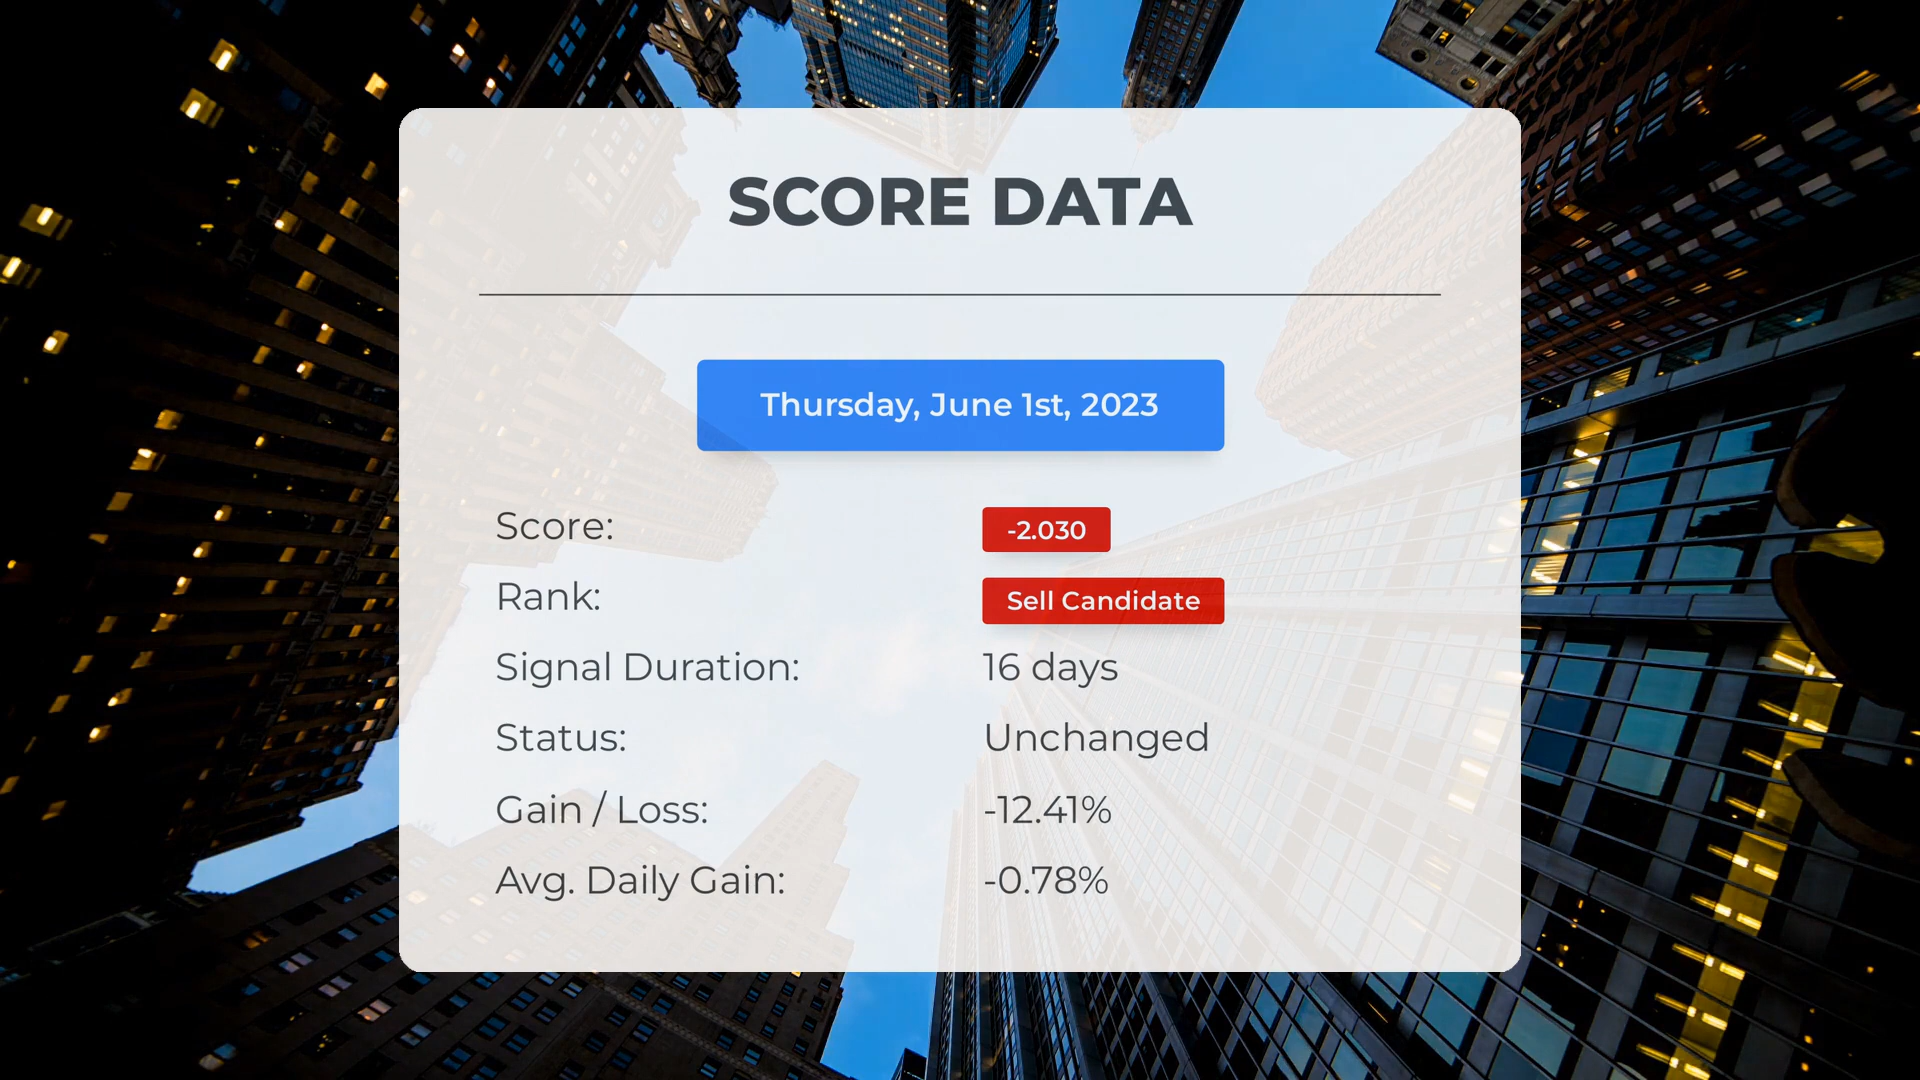 SCORE DATA
Thursday, June 1st, 2023
Score: -2.030
Rank: Sell Candidate
Signal Duration: 16 days
Status: Unchanged
Gain / Loss: -12.41%
Avg. Daily Gain: -0.78%